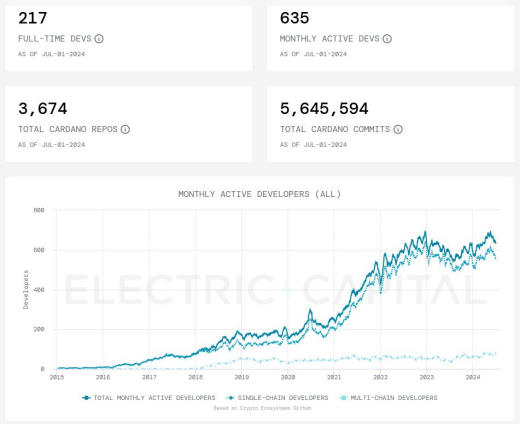 217
FULL-TIME DEVS
AS OF JUL-01-2024
635
MONTHLY ACTIVE DEVS
AS OF JUL-01-2024
3,674
TOTAL CARDANO REPOS
AS OF JUL-01-2024
5,645,594
TOTAL CARDANO COMMITS
AS OF JUL-01-2024
MONTHLY ACTIVE DEVELOPERS (ALL)
800
600
400
200
0
Developers
ELECTRIC CAPITAL
2015 2016 2017 2018 2019 2020 2021 2022 2023 2024
TOTAL MONTHLY ACTIVE DEVELOPERS SINGLE-CHAIN DEVELOPERS MULTI-CHAIN DEVELOPERS
Based on Crypto Ecosystems Github